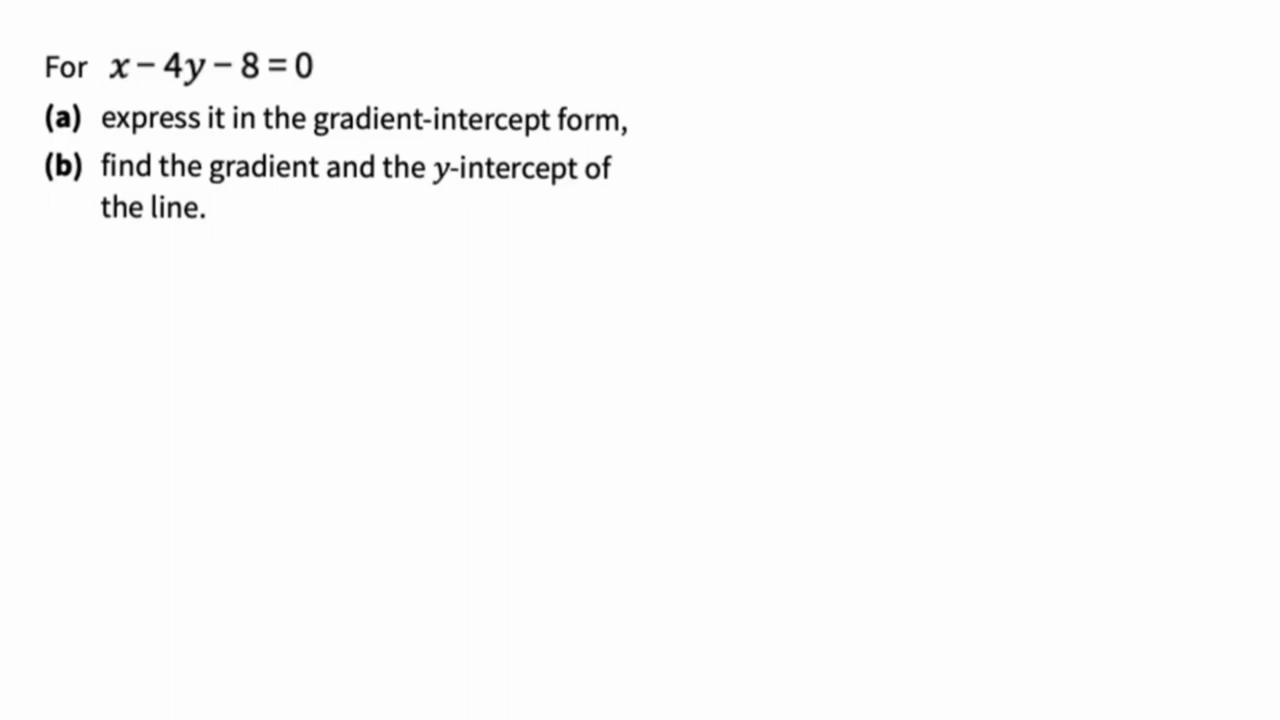 For x − 4y − 8 = 0
(a) express it in the gradient-intercept form,
(b) find the gradient and the y-intercept of
the line.